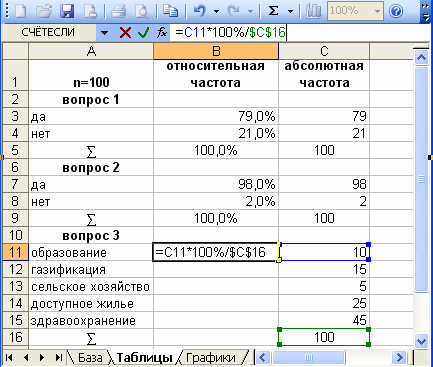 Σ 100%
СЧЁТЕСЛИ =C11*100%/$C$16
A B C
1 n=100 относительная частота абсолютная частота
2 вопрос 1
3 да 79,0% 79
4 нет 21,0% 21
5 ∑ 100,0% 100
6 вопрос 2
7 да 98,0% 98
8 нет 2,0% 2
9 ∑ 100,0% 100
10 вопрос 3
11 образование =C11*100%/$C$16 10
12 газификация 15
13 сельское хозяйство 5
14 доступное жилье 25
15 здравоохранение 45
16 ∑ 100
База Таблицы Графики